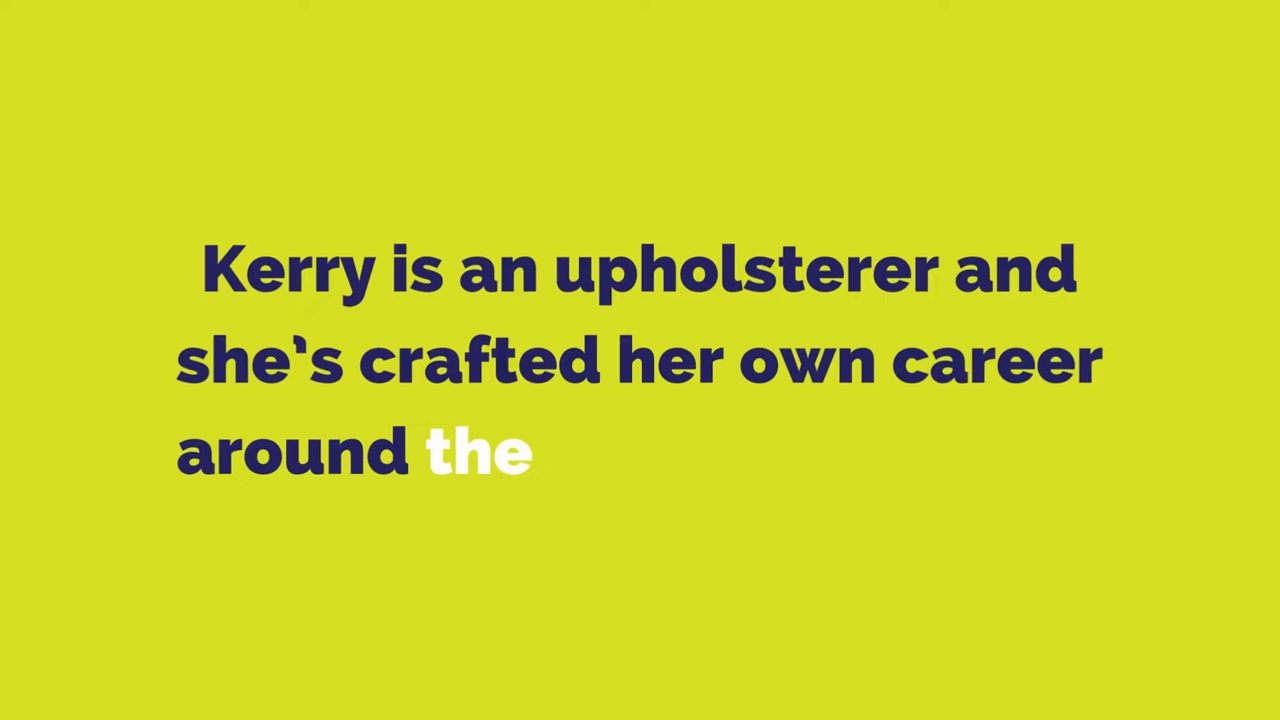 Kerry is an upholsterer and
she’s crafted her own career
around the